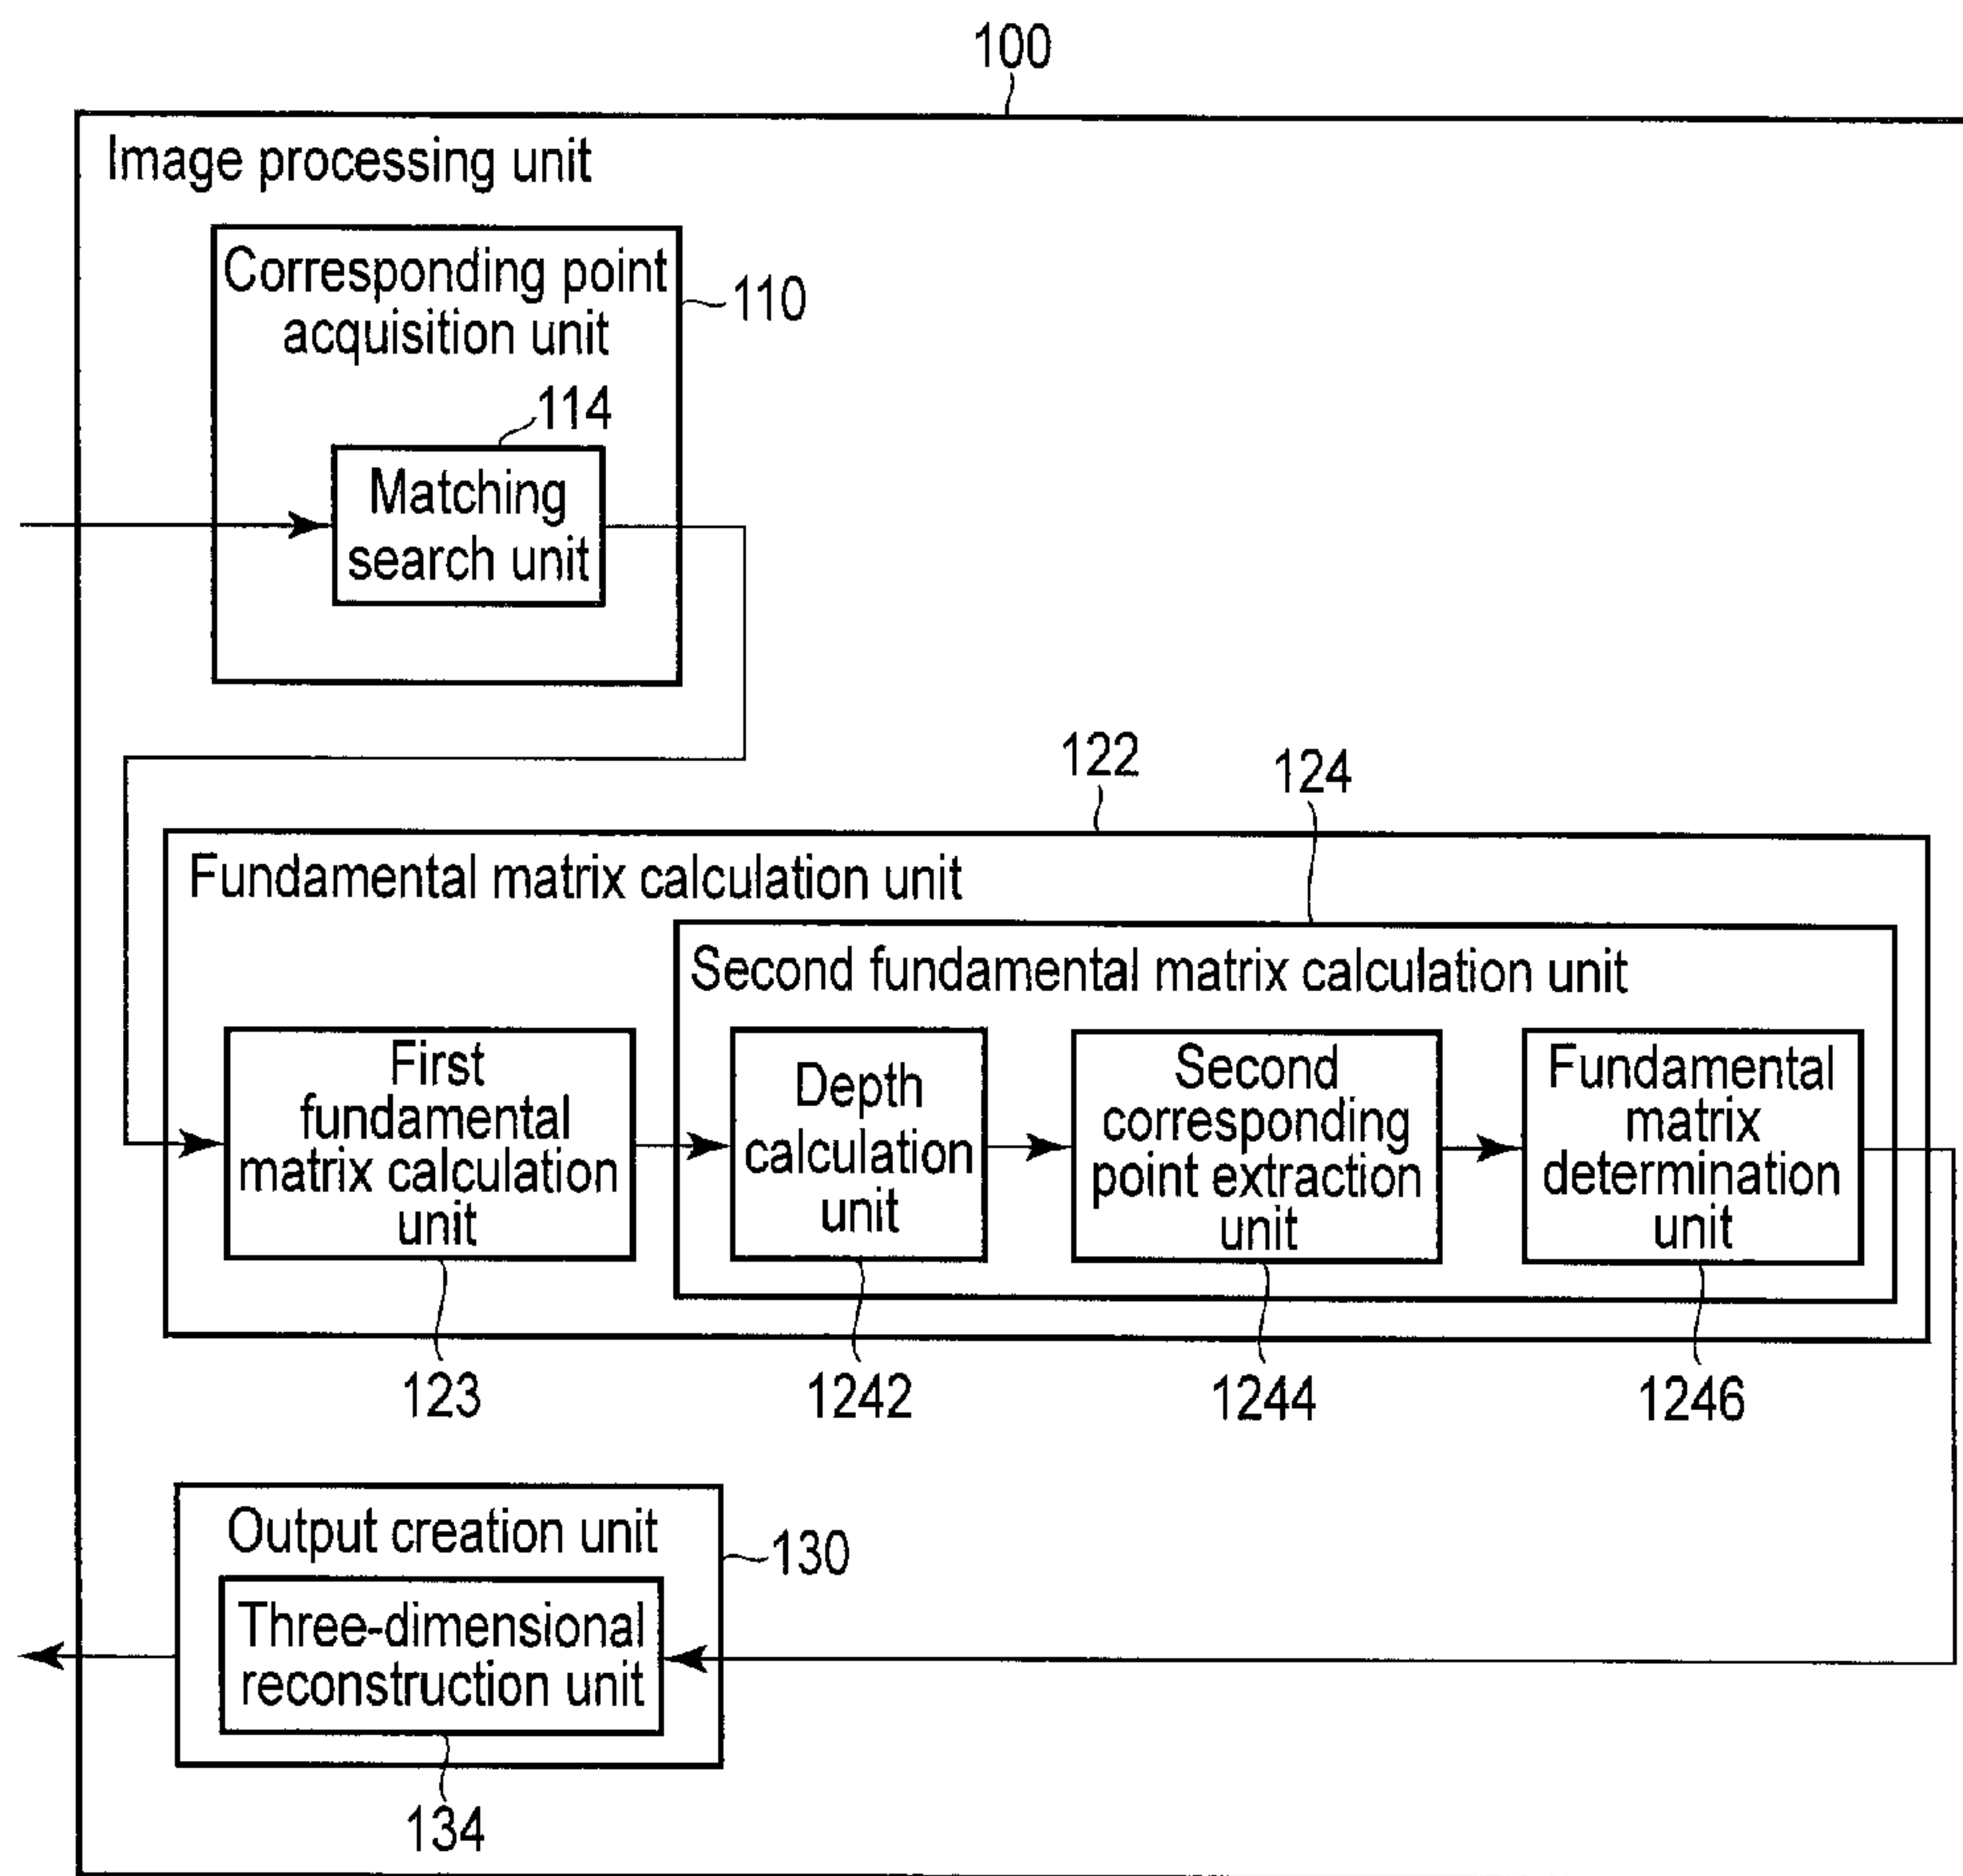 100
Image processing unit
Corresponding point
acquisition unit
110
114
Matching
search unit
122
124
Fundamental matrix calculation unit
Second fundamental matrix calculation unit
First
fundamental
matrix calculation
unit
Depth
calculation
unit
Second
corresponding
point extraction
unit
Fundamental
matrix
determination
unit
123
1242
1244
1246
Output creation unit
130
Three-dimensional
reconstruction unit
134